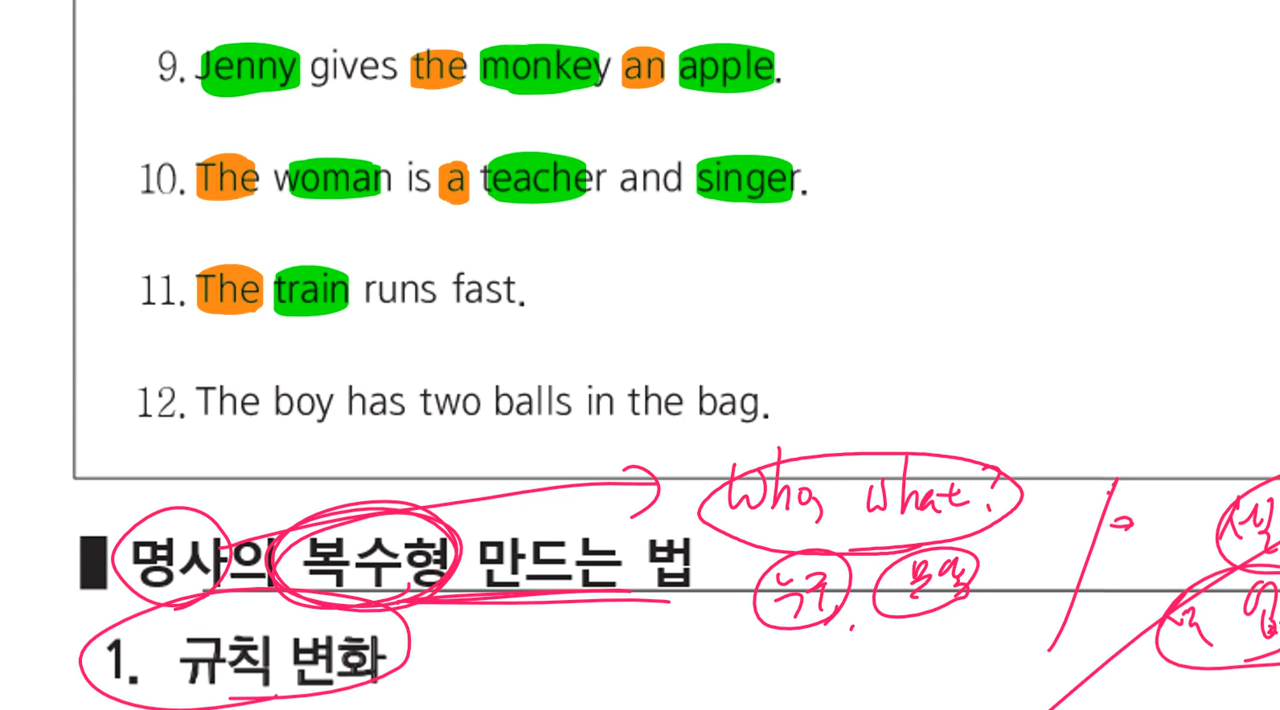 9. Jenny gives the monkey an apple.
10. The woman is a teacher and singer.
11. The train runs fast.
12. The boy has two balls in the bag.
Who, what?
명사의 복수형 만드는 법
누구. 무엇
1. 규칙 변화